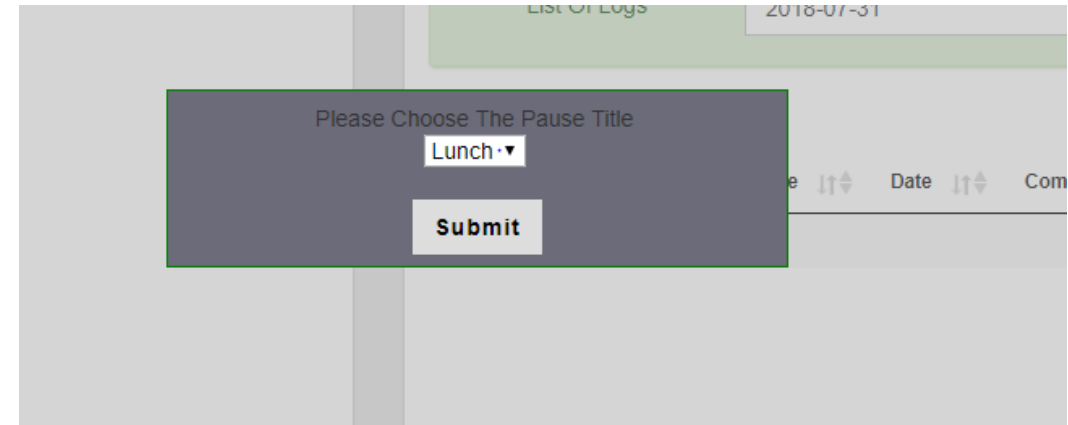 List Of Logs 2018-07-31
Please Choose The Pause Title
Lunch
Date
Submit